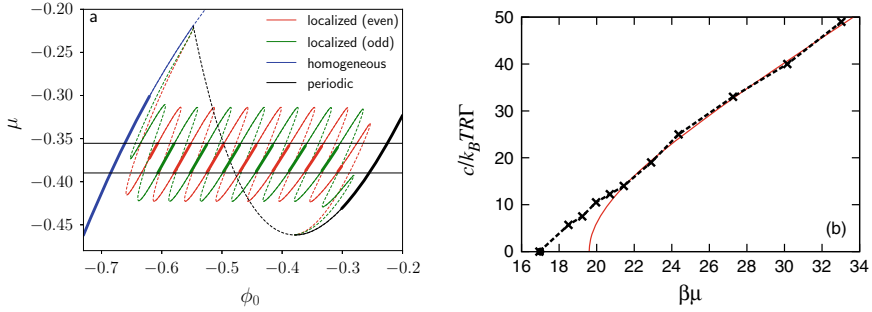 a
localized (even)
localized (odd)
homogeneous
periodic
−0.20
−0.25
−0.30
−0.35
−0.40
−0.45
μ
−0.7
−0.6
−0.5
−0.4
−0.3
−0.2
ϕ₀
50
40
30
20
10
0
c/k_BTRΓ
(b)
16 18 20 22 24 26 28 30 32 34
βμ